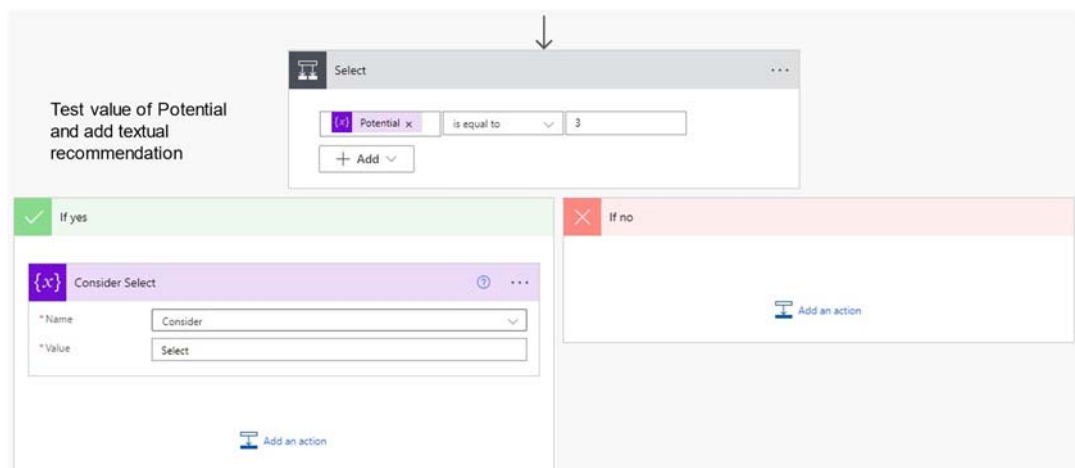 Select
Test value of Potential
and add textual
recommendation
{x} Potential x is equal to 3
+ Add
If yes
If no
{x} Consider Select
*Name Consider
*Value Select
Add an action
Add an action